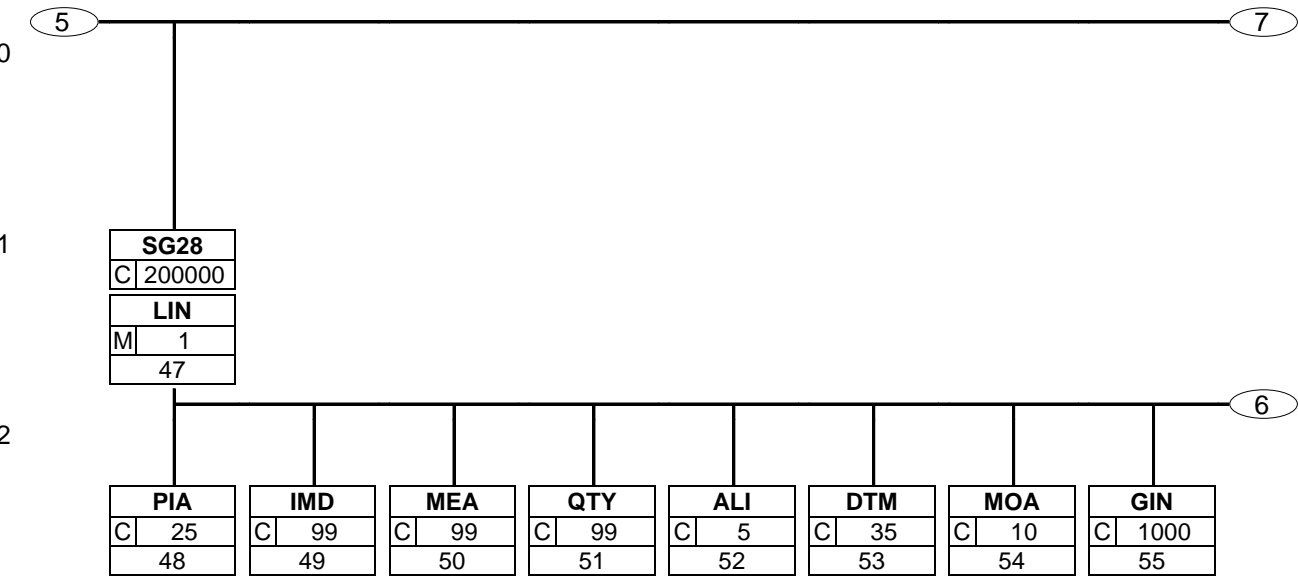 5 7
0
1 SG28
C 200000
LIN
M 1
47
6
2
PIA IMD MEA QTY ALI DTM MOA GIN
C 25 C 99 C 99 C 99 C 5 C 35 C 10 C 1000
48 49 50 51 52 53 54 55